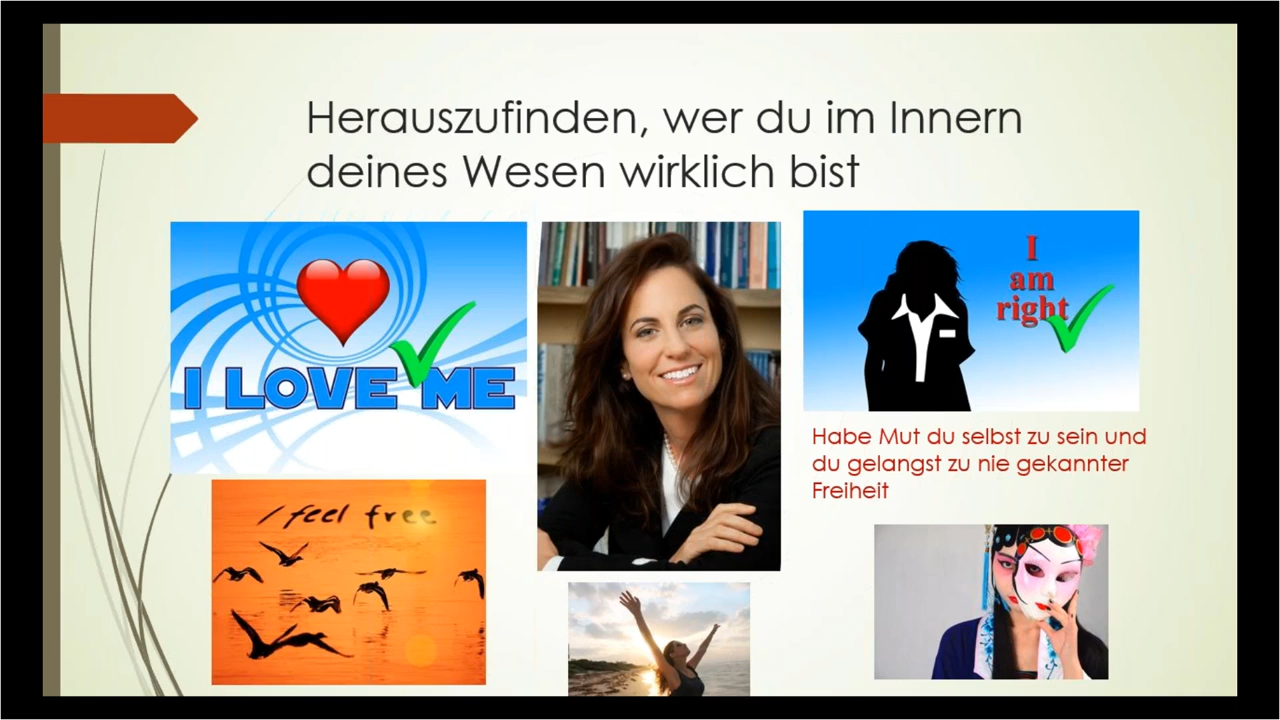 Herauszufinden, wer du im Innern
deines Wesen wirklich bist
I LOVE ME
I
am
right
Habe Mut du selbst zu sein und
du gelangst zu nie gekannter
Freiheit
I feel free